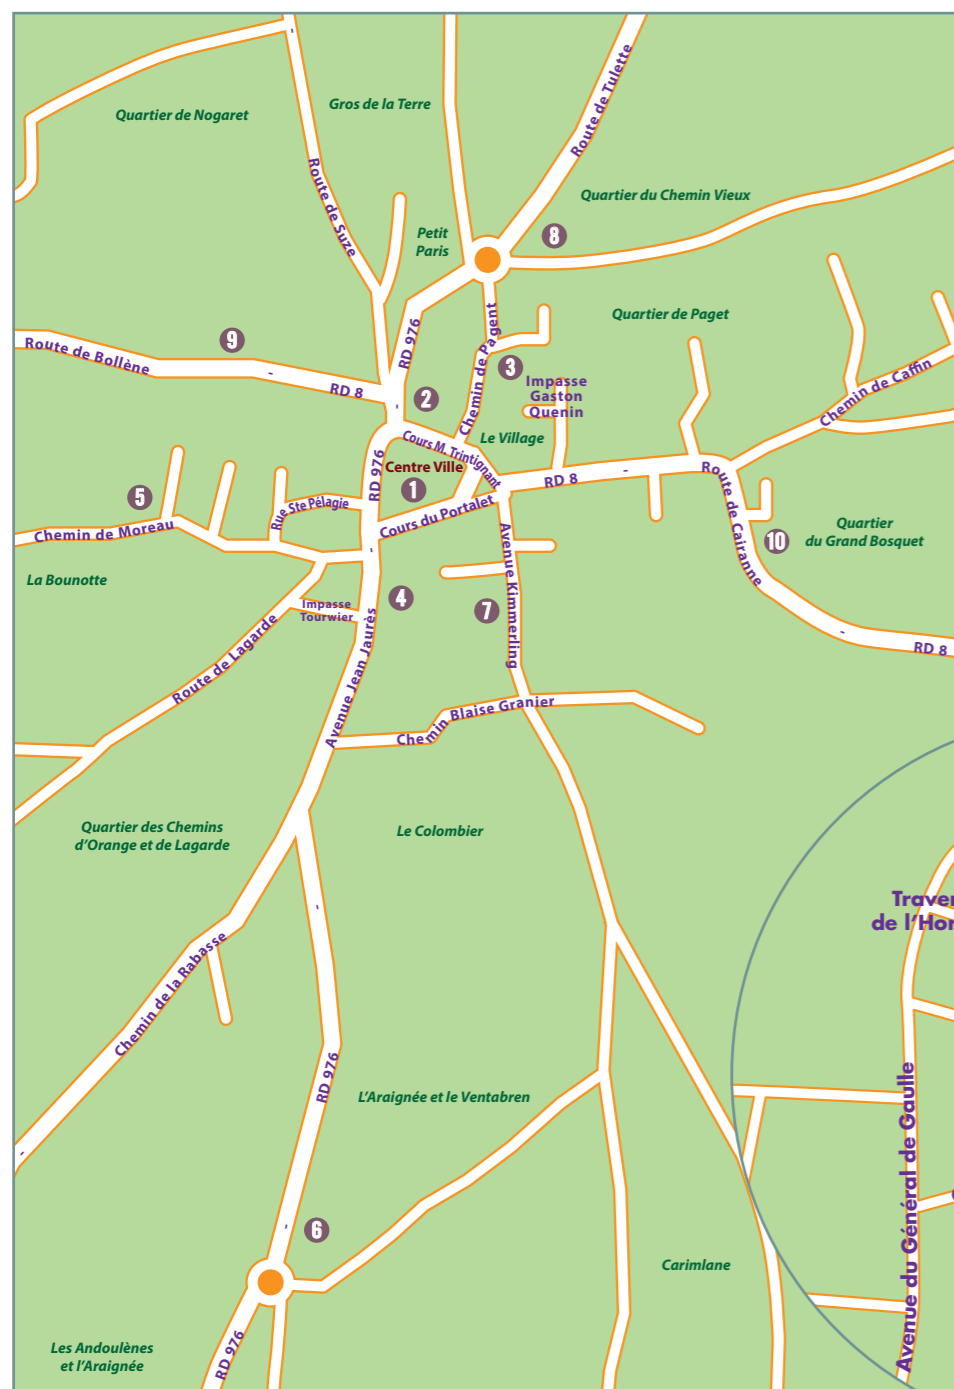 Gros de la Terre
Quartier de Nogaret
Route de Tulette
Route de Suze
Quartier du Chemin Vieux
Petit
Paris
8
Quartier de Paget
9
Route de Bollène
RD 8
RD 976
Chemin de Pagent
3
Impasse
Gaston
Quenin
Chemin de Caffin
2
Cours M. Trintignant
Le Village
Centre Ville
RD 976
1
RD 8
Route de Cairanne
5
Rue Ste Pélagie
Cours du Portalet
Chemin de Moreau
Quartier
du Grand Bosquet
10
La Bounotte
4
Impasse
Tourwier
7
Avenue Kimmerling
RD 8
Route de Lagarde
Avenue Jean Jaurès
Chemin Blaise Granier
Quartier des Chemins
d'Orange et de Lagarde
Le Colombier
Chemin de la Rabasse
RD 976
L'Araignée et le Ventabren
Avenue du Général de Gaulle
6
Carimlane
Les Andoulènes
et l'Araignée
RD 976
Traver
de l'Hor